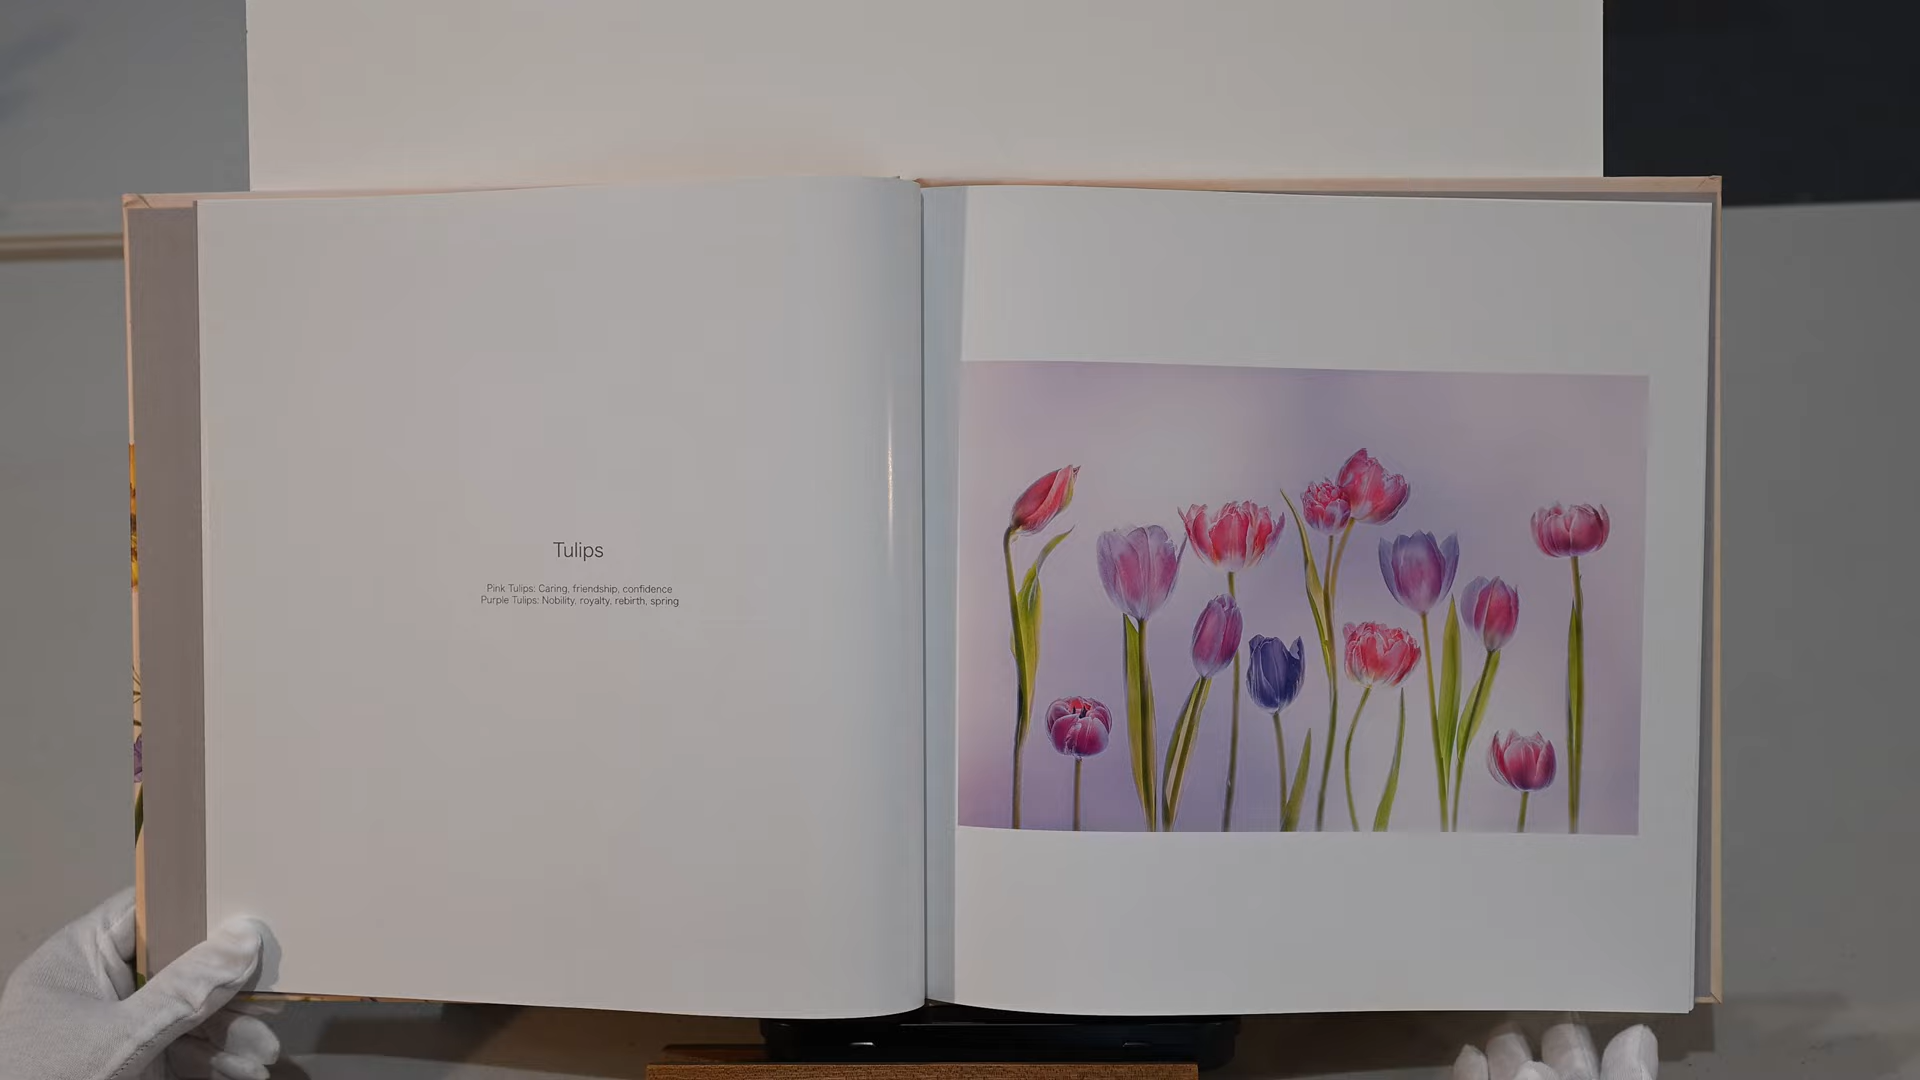 Tulips
Pink Tulips: Caring, friendship, confidence
Purple Tulips: Nobility, royalty, rebirth, spring